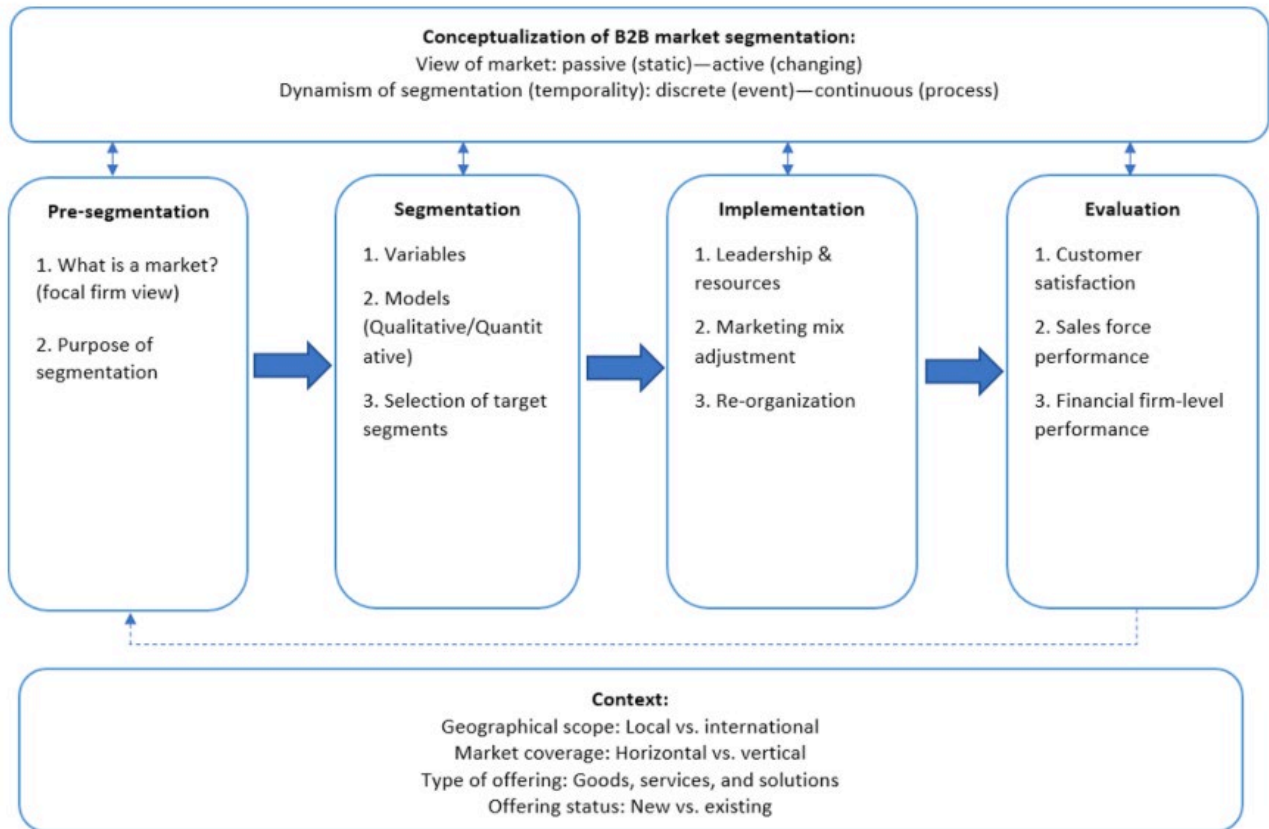 Conceptualization of B2B market segmentation:
View of market: passive (static)—active (changing)
Dynamism of segmentation (temporality): discrete (event)—continuous (process)
Pre-segmentation
1. What is a market?
(focal firm view)
2. Purpose of
segmentation
Segmentation
1. Variables
2. Models
(Qualitative/Quantit
ative)
3. Selection of target
segments
Implementation
1. Leadership &
resources
2. Marketing mix
adjustment
3. Re-organization
Evaluation
1. Customer
satisfaction
2. Sales force
performance
3. Financial firm-level
performance
Context:
Geographical scope: Local vs. international
Market coverage: Horizontal vs. vertical
Type of offering: Goods, services, and solutions
Offering status: New vs. existing